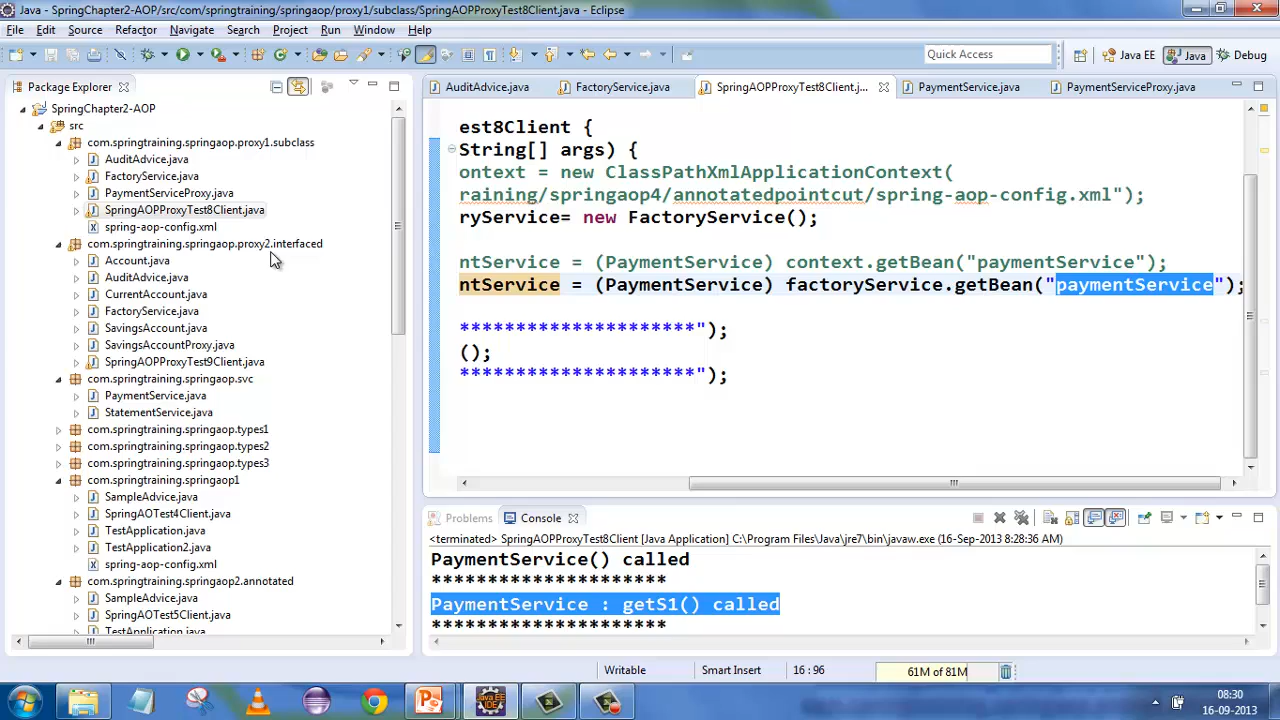 Java - SpringChapter2-AOP/src/com/springtraining/springaop/proxy1/subclass/SpringAOPProxyTest8Client.java - Eclipse
File Edit Source Refactor Navigate Search Project Run Window Help
Quick Access Java EE Java Debug
Package Explorer
SpringChapter2-AOP
src
com.springtraining.springaop.proxy1.subclass
AuditAdvice.java
FactoryService.java
PaymentServiceProxy.java
SpringAOPProxyTest8Client.java
spring-aop-config.xml
com.springtraining.springaop.proxy2.interfaced
Account.java
AuditAdvice.java
CurrentAccount.java
FactoryService.java
SavingsAccount.java
SavingsAccountProxy.java
SpringAOPProxyTest9Client.java
com.springtraining.springaop.svc
PaymentService.java
StatementService.java
com.springtraining.springaop.types1
com.springtraining.springaop.types2
com.springtraining.springaop.types3
com.springtraining.springaop1
SampleAdvice.java
SpringAOTest4Client.java
TestApplication.java
TestApplication2.java
spring-aop-config.xml
com.springtraining.springaop2.annotated
SampleAdvice.java
SpringAOTest5Client.java
TestApplication.java
AuditAdvice.java FactoryService.java SpringAOPProxyTest8Client.j... PaymentService.java PaymentServiceProxy.java
est8Client {
String[] args) {
ontext = new ClassPathXmlApplicationContext(
raining/springaop4/annotatedpointcut/spring-aop-config.xml");
ryService= new FactoryService();
ntService = (PaymentService) context.getBean("paymentService");
ntService = (PaymentService) factoryService.getBean("paymentService");
*********************");
();
*********************");
Problems Console
<terminated> SpringAOPProxyTest8Client [Java Application] C:\Program Files\Java\jre7\bin\javaw.exe (16-Sep-2013 8:28:36 AM)
PaymentService() called
*********************
PaymentService : getS1() called
*********************
Writable Smart Insert 16 : 96 61M of 81M
08:30
16-09-2013